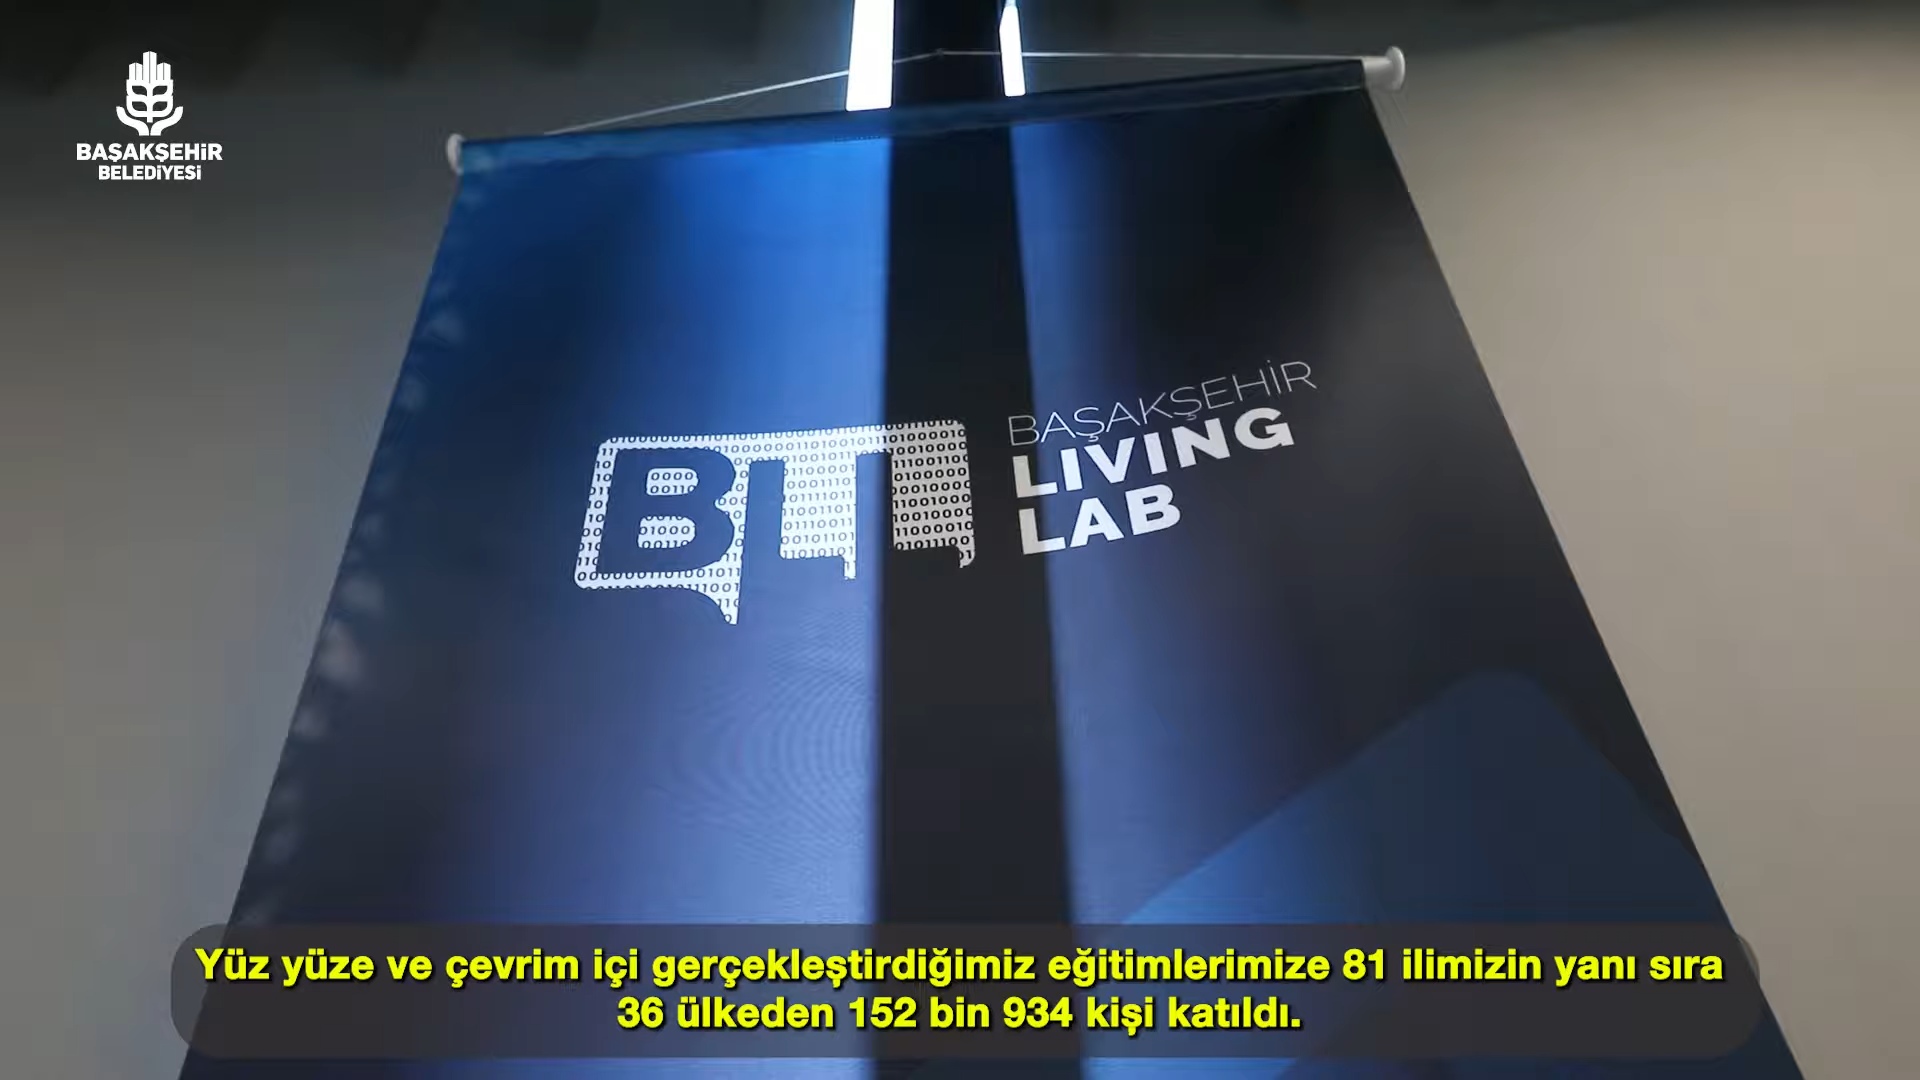 BAŞAKŞEHİR
BELEDİYESİ
BAŞAKŞEHİR
LIVING
LAB
BLL
Yüz yüze ve çevrim içi gerçekleştirdiğimiz eğitimlerimize 81 ilimizin yanı sıra
36 ülkeden 152 bin 934 kişi katıldı.